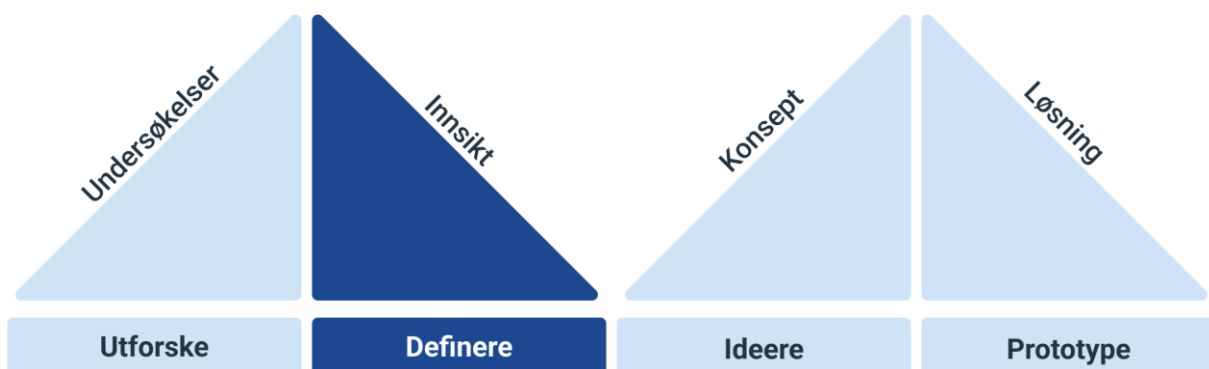 Undersøkelser
Innsikt
Konsept
Løsning
Utforske
Definere
Ideere
Prototype